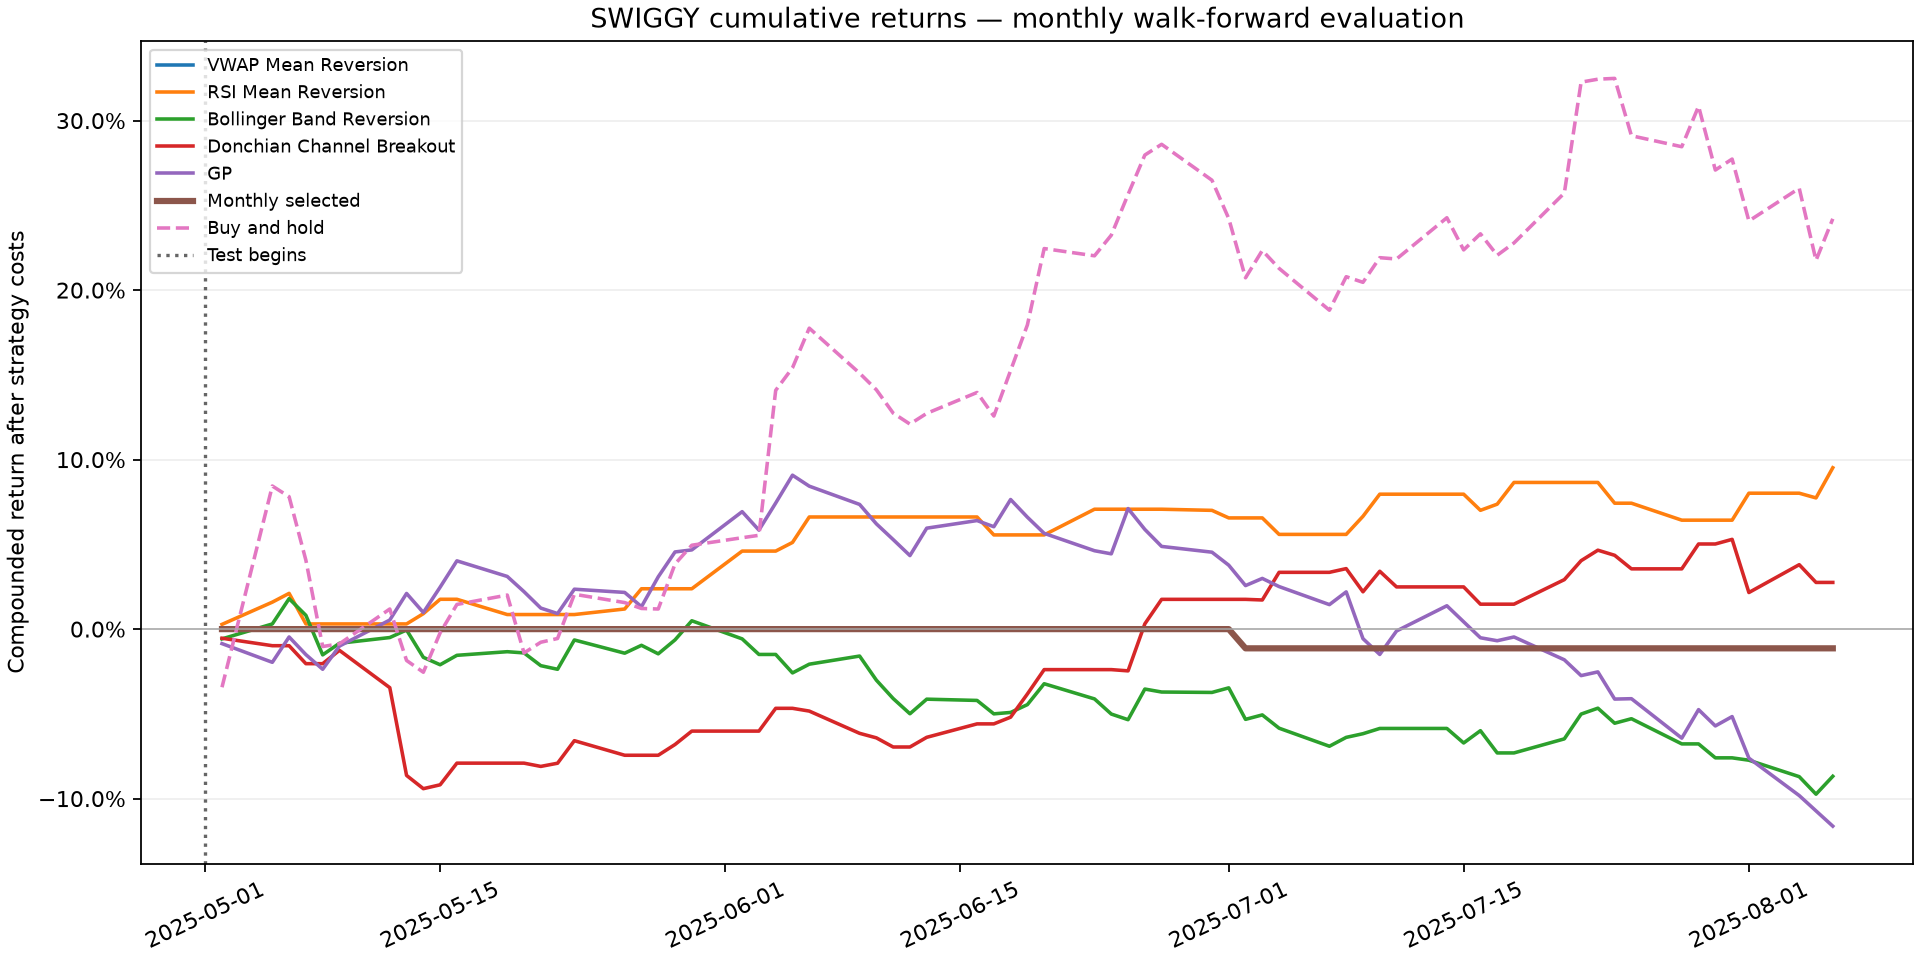 SWIGGY cumulative returns — monthly walk-forward evaluation
VWAP Mean Reversion
RSI Mean Reversion
Bollinger Band Reversion
Donchian Channel Breakout
GP
Monthly selected
Buy and hold
Test begins
Compounded return after strategy costs
30.0%
20.0%
10.0%
0.0%
−10.0%
2025-05-01
2025-05-15
2025-06-01
2025-06-15
2025-07-01
2025-07-15
2025-08-01